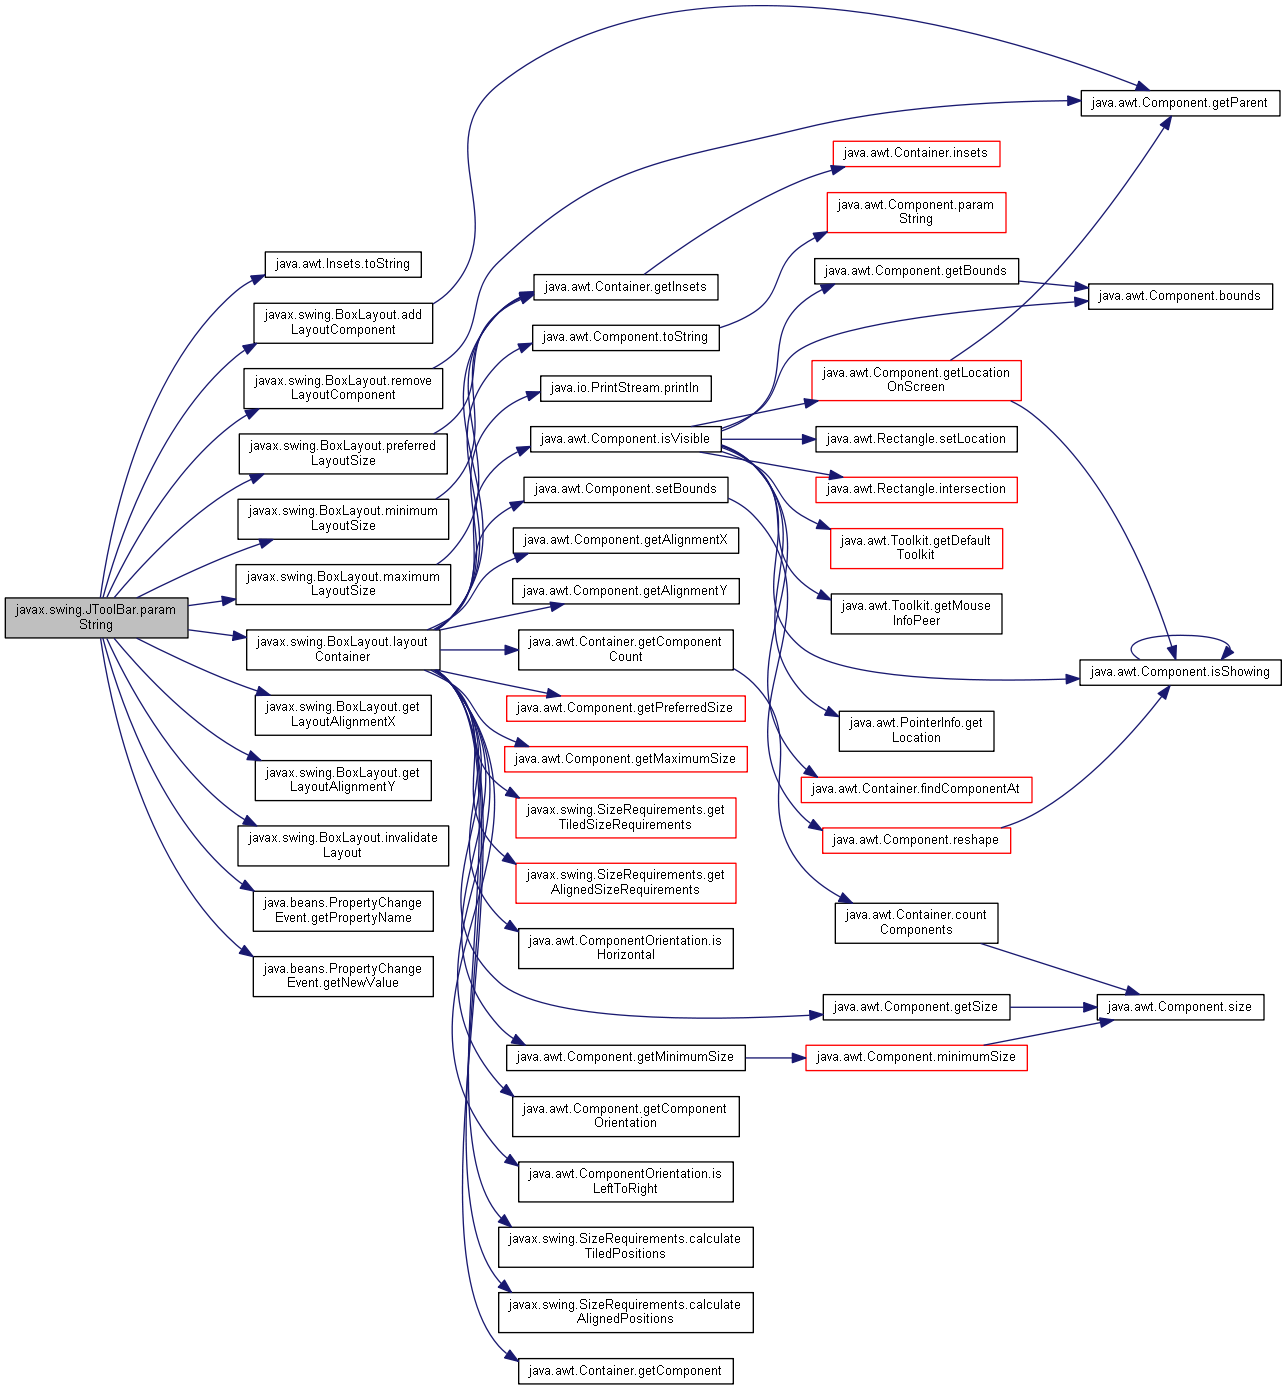 javax.swing.JToolBar.param
String
java.awt.Insets.toString
javax.swing.BoxLayout.add
LayoutComponent
javax.swing.BoxLayout.remove
LayoutComponent
javax.swing.BoxLayout.preferred
LayoutSize
javax.swing.BoxLayout.minimum
LayoutSize
javax.swing.BoxLayout.maximum
LayoutSize
javax.swing.BoxLayout.layout
Container
javax.swing.BoxLayout.get
LayoutAlignmentX
javax.swing.BoxLayout.get
LayoutAlignmentY
javax.swing.BoxLayout.invalidate
Layout
java.beans.PropertyChange
Event.getPropertyName
java.beans.PropertyChange
Event.getNewValue
java.awt.Container.getInsets
java.awt.Component.toString
java.io.PrintStream.println
java.awt.Component.isVisible
java.awt.Component.setBounds
java.awt.Component.getAlignmentX
java.awt.Component.getAlignmentY
java.awt.Container.getComponent
Count
java.awt.Component.getPreferredSize
java.awt.Component.getMaximumSize
javax.swing.SizeRequirements.get
TiledSizeRequirements
javax.swing.SizeRequirements.get
AlignedSizeRequirements
java.awt.ComponentOrientation.is
Horizontal
java.awt.Component.getMinimumSize
java.awt.Component.getComponent
Orientation
java.awt.ComponentOrientation.is
LeftToRight
javax.swing.SizeRequirements.calculate
TiledPositions
javax.swing.SizeRequirements.calculate
AlignedPositions
java.awt.Container.getComponent
java.awt.Container.insets
java.awt.Component.param
String
java.awt.Component.getBounds
java.awt.Component.getLocation
OnScreen
java.awt.Rectangle.setLocation
java.awt.Rectangle.intersection
java.awt.Toolkit.getDefault
Toolkit
java.awt.Toolkit.getMouse
InfoPeer
java.awt.PointerInfo.get
Location
java.awt.Container.findComponentAt
java.awt.Component.reshape
java.awt.Container.count
Components
java.awt.Component.getSize
java.awt.Component.minimumSize
java.awt.Component.getParent
java.awt.Component.bounds
java.awt.Component.isShowing
java.awt.Component.size